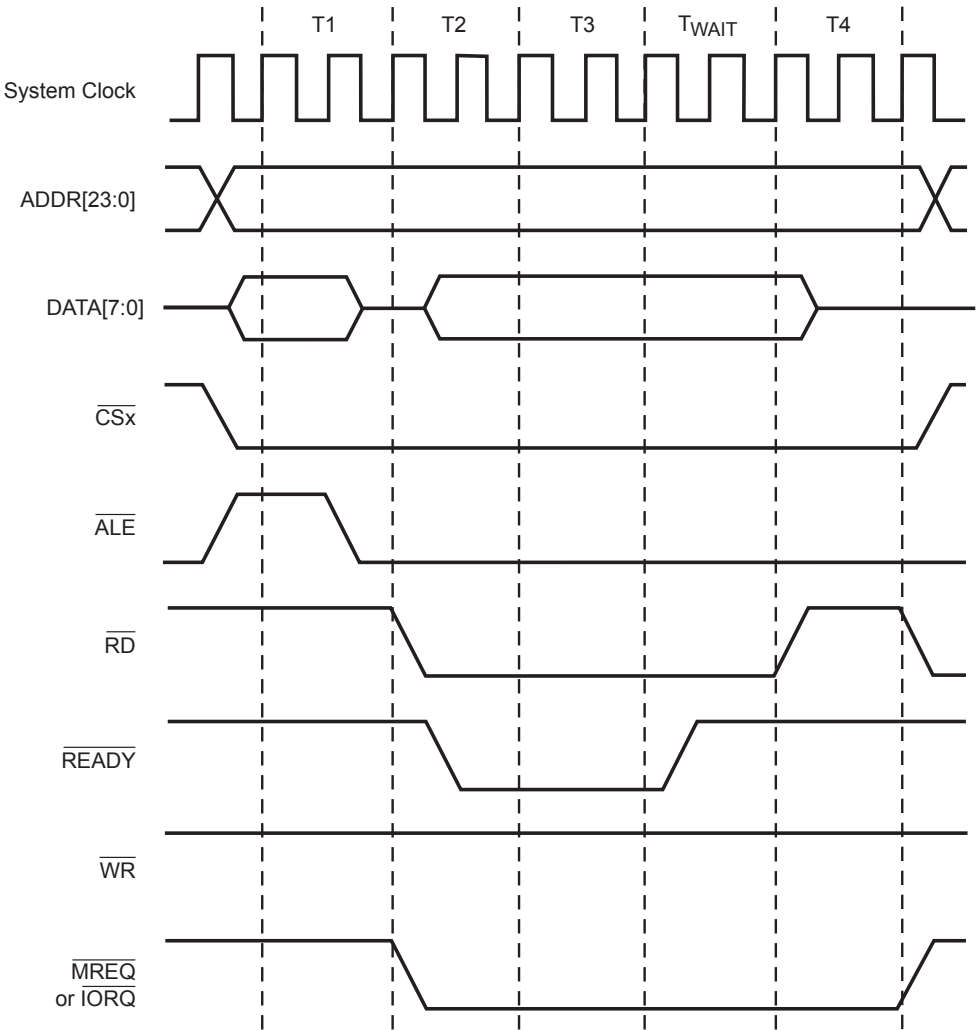 T1 T2 T3 TWAIT T4
System Clock
ADDR[23:0]
DATA[7:0]
CSx
ALE
RD
READY
WR
MREQ
or IORQ